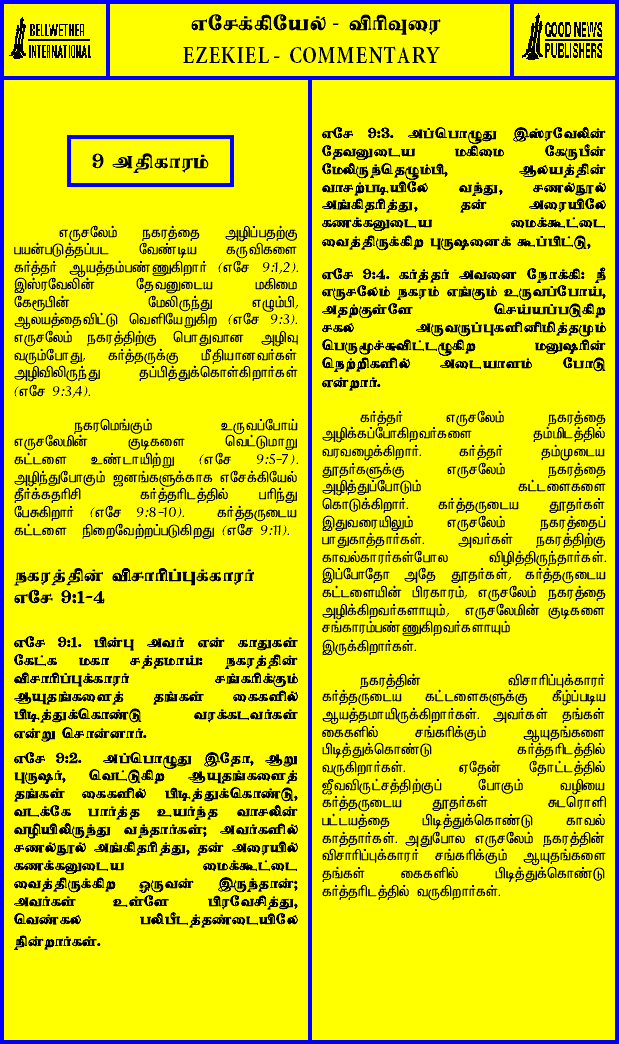 BELLWETHER
INTERNATIONAL
எசேக்கியேல் - விரிவுரை
EZEKIEL - COMMENTARY
GOOD NEWS
PUBLISHERS
9 அதிகாரம்
எருசலேம் நகரத்தை அழிப்பதற்கு
பயன்படுத்தப்பட வேண்டிய கருவிகளை
கர்த்தர் ஆயத்தம்பண்ணுகிறார் (எசே 9:1,2).
இஸ்ரவேலின் தேவனுடைய மகிமை
கேரூபின் மேலிருந்து எழும்பி,
ஆலயத்தைவிட்டு வெளியேறுகிற (எசே 9:3).
எருசலேம் நகரத்திற்கு பொதுவான அழிவு
வரும்போது, கர்த்தருக்கு மீதியானவர்கள்
அழிவிலிருந்து தப்பித்துக்கொள்கிறார்கள்
(எசே 9:3,4).
நகரமெங்கும் உருவப்போய்
எருசலேமின் குடிகளை வெட்டுமாறு
கட்டளை உண்டாயிற்று (எசே 9:5-7).
அழிந்துபோகும் ஜனங்களுக்காக எசேக்கியேல்
தீர்க்கதரிசி கர்த்தரிடத்தில் பரிந்து
பேசுகிறார் (எசே 9:8-10). கர்த்தருடைய
கட்டளை நிறைவேற்றப்படுகிறது (எசே 9:11).
நகரத்தின் விசாரிப்புக்காரர்
எசே 9:1-4
எசே 9:1. பின்பு அவர் என் காதுகள்
கேட்க மகா சத்தமாய்: நகரத்தின்
விசாரிப்புக்காரர் சங்கரிக்கும்
ஆயுதங்களைத் தங்கள் கைகளில்
பிடித்துக்கொண்டு வரக்கடவர்கள்
என்று சொன்னார்.
எசே 9:2. அப்பொழுது இதோ, ஆறு
புருஷர், வெட்டுகிற ஆயுதங்களைத்
தங்கள் கைகளில் பிடித்துக்கொண்டு,
வடக்கே பார்த்த உயர்ந்த வாசலின்
வழியிலிருந்து வந்தார்கள்; அவர்களில்
சணல்நூல் அங்கிதரித்து, தன் அரையில்
கணக்கனுடைய மைக்கூட்டை
வைத்திருக்கிற ஒருவன் இருந்தான்;
அவர்கள் உள்ளே பிரவேசித்து,
வெண்கல பலிபீடத்தண்டையிலே
நின்றார்கள்.
எசே 9:3. அப்பொழுது இஸ்ரவேலின்
தேவனுடைய மகிமை கேருபீன்
மேலிருந்தெழும்பி, ஆலயத்தின்
வாசற்படியிலே வந்து, சணல்நூல்
அங்கிதரித்து, தன் அரையிலே
கணக்கனுடைய மைக்கூட்டை
வைத்திருக்கிற புருஷனைக் கூப்பிட்டு,
எசே 9:4. கர்த்தர் அவனை நோக்கி: நீ
எருசலேம் நகரம் எங்கும் உருவப்போய்,
அதற்குள்ளே செய்யப்படுகிற
சகல அருவருப்புகளினிமித்தமும்
பெருமூச்சுவிட்டழுகிற மனுஷரின்
நெற்றிகளில் அடையாளம் போடு
என்றார்.
கர்த்தர் எருசலேம் நகரத்தை
அழிக்கப்போகிறவர்களை தம்மிடத்தில்
வரவழைக்கிறார். கர்த்தர் தம்முடைய
தூதர்களுக்கு எருசலேம் நகரத்தை
அழித்துப்போடும் கட்டளைகளை
கொடுக்கிறார். கர்த்தருடைய தூதர்கள்
இதுவரையிலும் எருசலேம் நகரத்தைப்
பாதுகாத்தார்கள். அவர்கள் நகரத்திற்கு
காவல்காரர்கள்போல விழித்திருந்தார்கள்.
இப்போதோ அதே தூதர்கள், கர்த்தருடைய
கட்டளையின் பிரகாரம், எருசலேம் நகரத்தை
அழிக்கிறவர்களாயும், எருசலேமின் குடிகளை
சங்காரம்பண்ணுகிறவர்களாயும்
இருக்கிறார்கள்.
நகரத்தின் விசாரிப்புக்காரர்
கர்த்தருடைய கட்டளைகளுக்கு கீழ்ப்படிய
ஆயத்தமாயிருக்கிறார்கள். அவர்கள் தங்கள்
கைகளில் சங்கரிக்கும் ஆயுதங்களை
பிடித்துக்கொண்டு கர்த்தரிடத்தில்
வருகிறார்கள். ஏதேன் தோட்டத்தில்
ஜீவவிருட்சத்திற்குப் போகும் வழியை
கர்த்தருடைய தூதர்கள் சுடரொளி
பட்டயத்தை பிடித்துக்கொண்டு காவல்
காத்தார்கள். அதுபோல எருசலேம் நகரத்தின்
விசாரிப்புக்காரர் சங்கரிக்கும் ஆயுதங்களை
தங்கள் கைகளில் பிடித்துக்கொண்டு
கர்த்தரிடத்தில் வருகிறார்கள்.